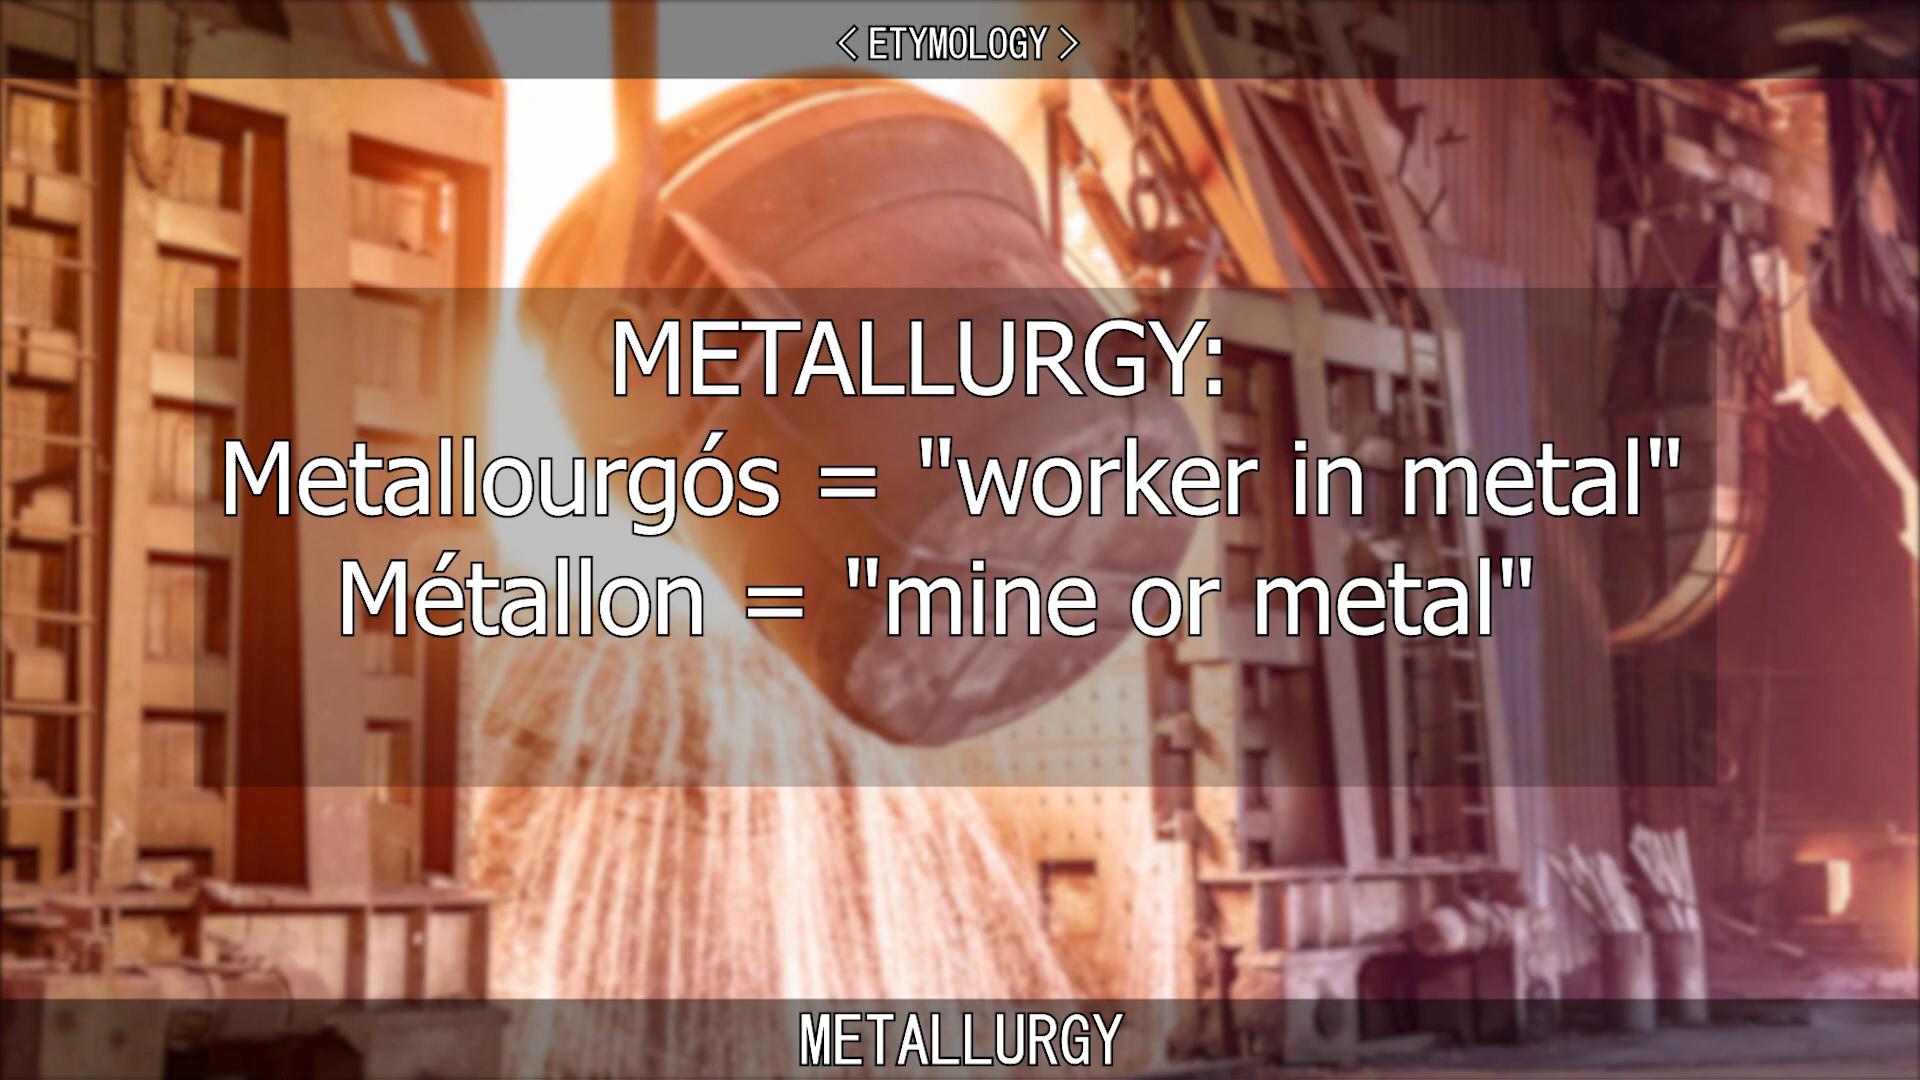 < ETYMOLOGY >
METALLURGY:
Metallourgós = "worker in metal"
Métallon = "mine or metal"
METALLURGY